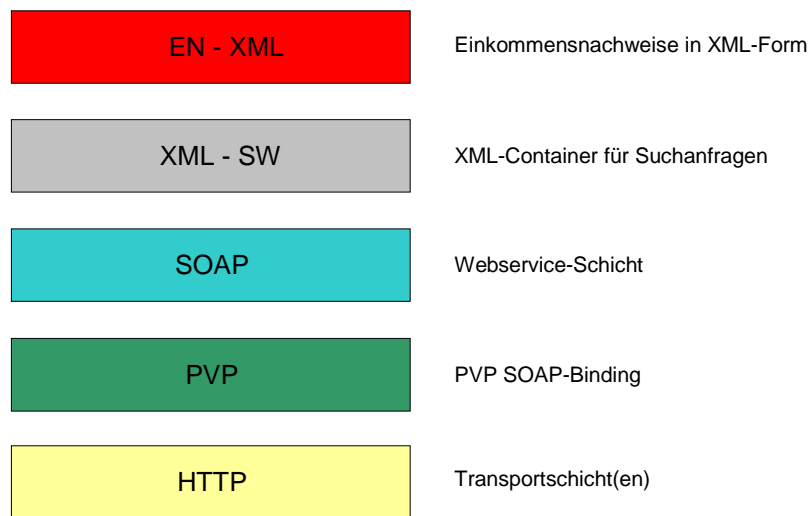 EN - XML
Einkommensnachweise in XML-Form
XML - SW
XML-Container für Suchanfragen
SOAP
Webservice-Schicht
PVP
PVP SOAP-Binding
HTTP
Transportschicht(en)